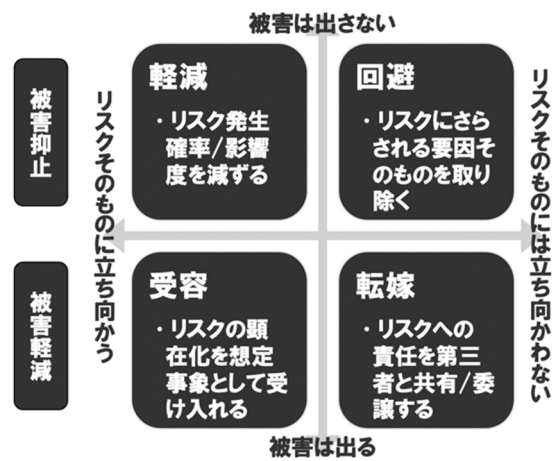 被害は出さない
被害抑止
リスクそのものに立ち向かう
軽減
・リスク発生
確率/影響
度を減ずる
回避
・リスクにさら
される要因そ
のものを取り
除く
リスクそのものには立ち向かわない
被害軽減
受容
・リスクの顕
在化を想定
事象として受
け入れる
転嫁
・リスクへの
責任を第三
者と共有/委
譲する
被害は出る